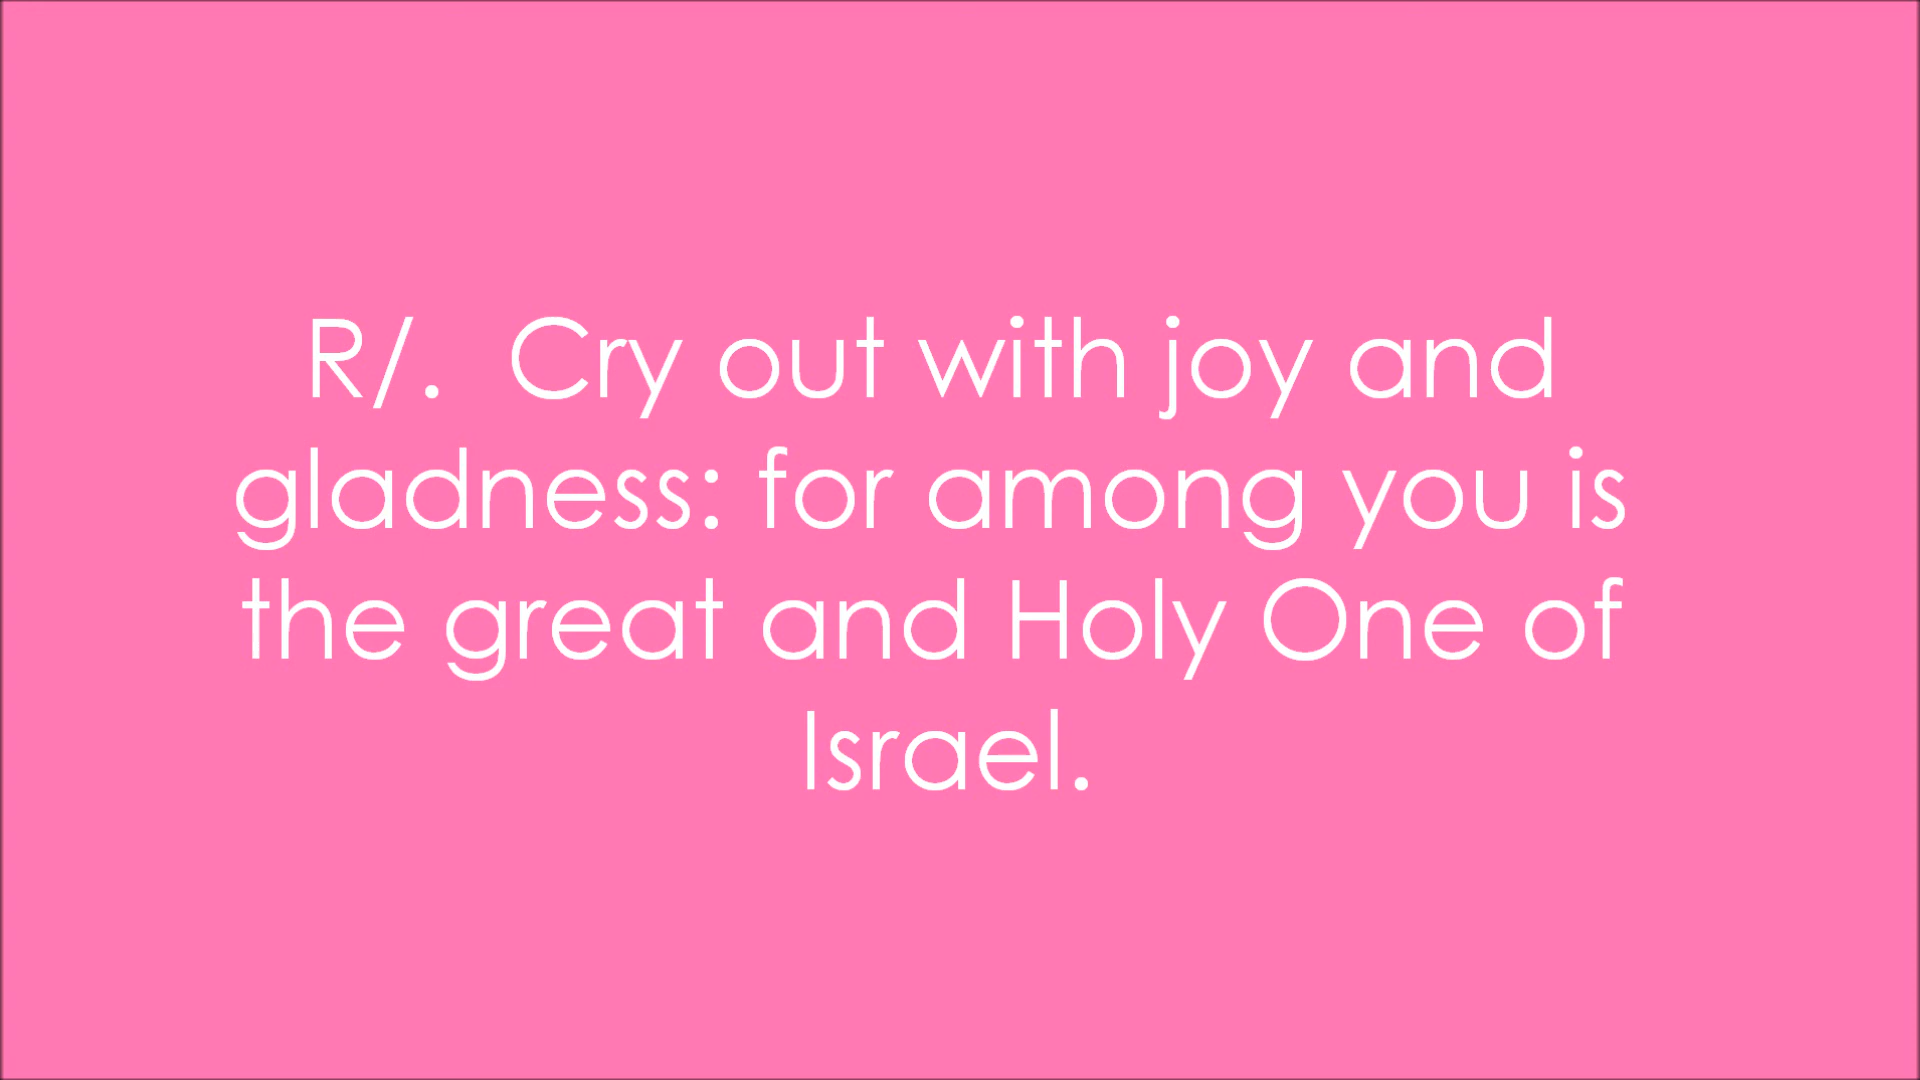 R/.  Cry out with joy and
gladness: for among you is
the great and Holy One of
Israel.